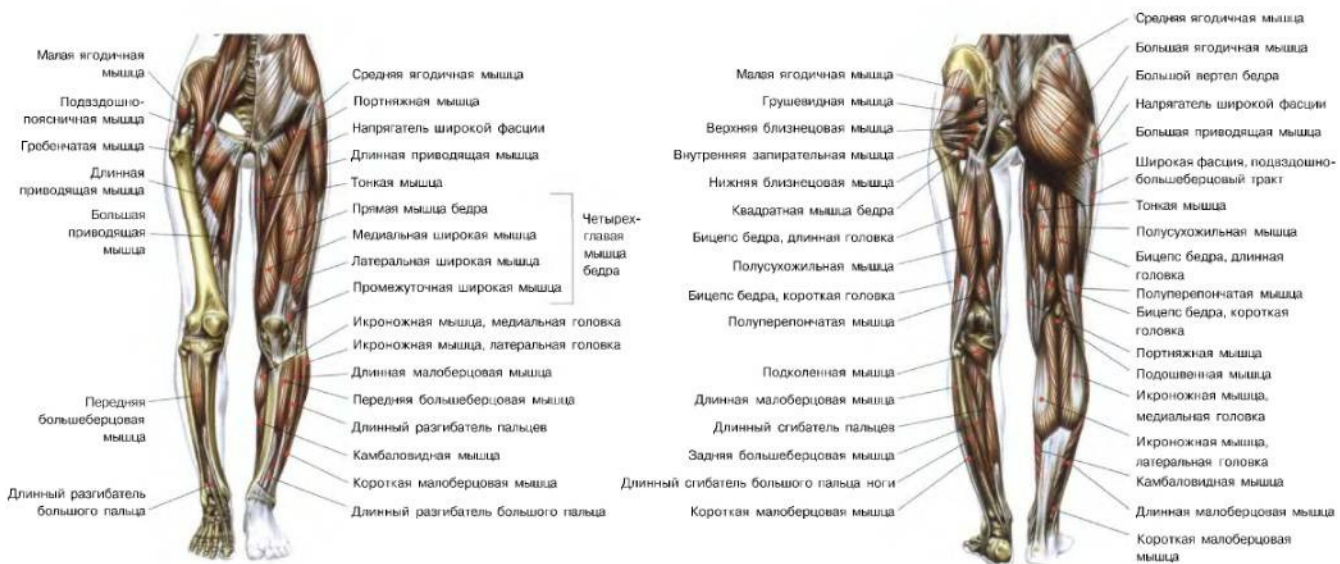 Малая ягодичная
мышца
Подвздошно-
поясничная мышца
Гребенчатая мышца
Длинная
приводящая мышца
Большая
приводящая
мышца
Передняя
большеберцовая
мышца
Длинный разгибатель
большого пальца
Средняя ягодичная мышца
Портняжная мышца
Напрягатель широкой фасции
Длинная приводящая мышца
Тонкая мышца
Прямая мышца бедра
Медиальная широкая мышца
Латеральная широкая мышца
Промежуточная широкая мышца
Четырех-
главая
мышца
бедра
Икроножная мышца, медиальная головка
Икроножная мышца, латеральная головка
Длинная малоберцовая мышца
Передняя большеберцовая мышца
Длинный разгибатель пальцев
Камбаловидная мышца
Короткая малоберцовая мышца
Длинный разгибатель большого пальца
Малая ягодичная мышца
Грушевидная мышца
Верхняя близнецовая мышца
Внутренняя запирательная мышца
Нижняя близнецовая мышца
Квадратная мышца бедра
Бицепс бедра, длинная головка
Полусухожильная мышца
Бицепс бедра, короткая головка
Полуперепончатая мышца
Подколенная мышца
Длинная малоберцовая мышца
Длинный сгибатель пальцев
Задняя большеберцовая мышца
Длинный сгибатель большого пальца ноги
Короткая малоберцовая мышца
Средняя ягодичная мышца
Большая ягодичная мышца
Большой вертел бедра
Напрягатель широкой фасции
Большая приводящая мышца
Широкая фасция, подвздошно-
большеберцовый тракт
Тонкая мышца
Полусухожильная мышца
Бицепс бедра, длинная
головка
Полуперепончатая мышца
Бицепс бедра, короткая
головка
Портняжная мышца
Подошвенная мышца
Икроножная мышца,
медиальная головка
Икроножная мышца,
латеральная головка
Камбаловидная мышца
Длинная малоберцовая мышца
Короткая малоберцовая
мышца